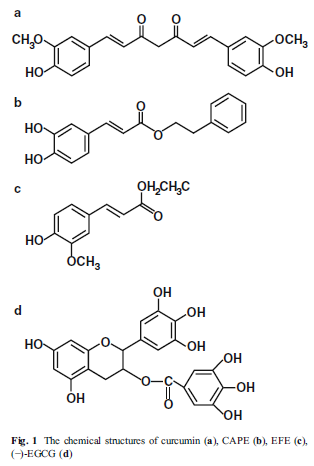 a
O O
CH₃O OCH₃
HO OH
b
O
HO
O
HO
c
OH₂CH₃C
O
HO
OCH₃
d
OH
OH
HO O OH
OH
O C OH
OH O
OH
Fig. 1 The chemical structures of curcumin (a), CAPE (b), EFE (c),
(−)-EGCG (d)